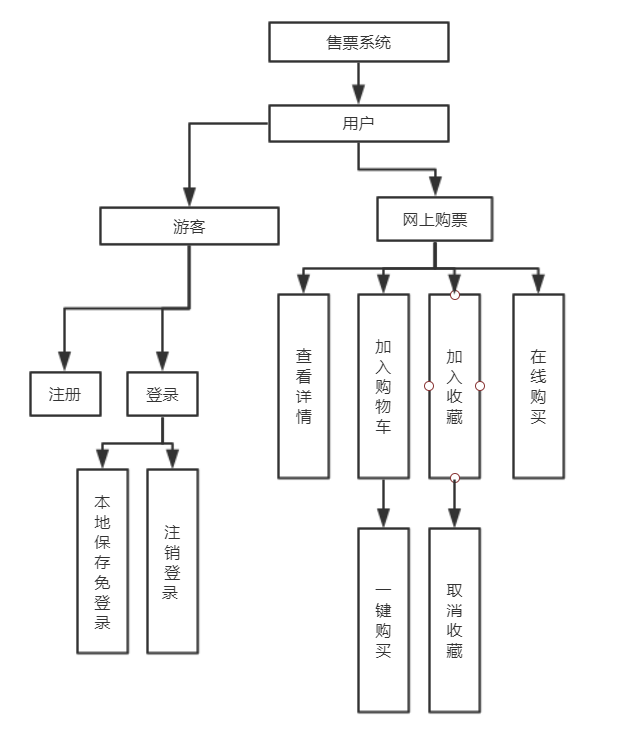 售票系统
用户
游客
网上购票
查看详情
加入购物车
加入收藏
在线购买
注册
登录
本地保存免登录
注销登录
一键购买
取消收藏